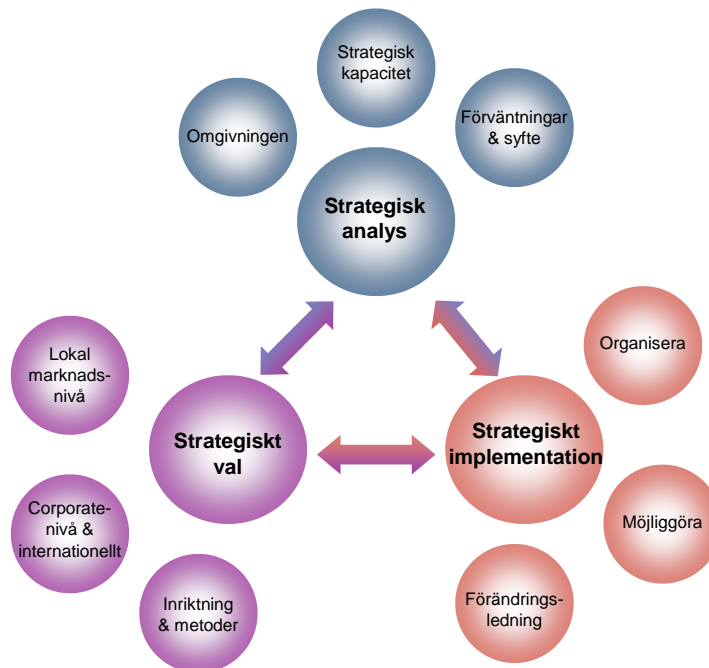 Strategisk
kapacitet
Omgivningen
Förväntningar
& syfte
Strategisk
analys
Lokal
marknads-
nivå
Organisera
Strategiskt
val
Strategiskt
implementation
Corporate-
nivå &
internationellt
Möjliggöra
Inriktning
& metoder
Förändrings-
ledning